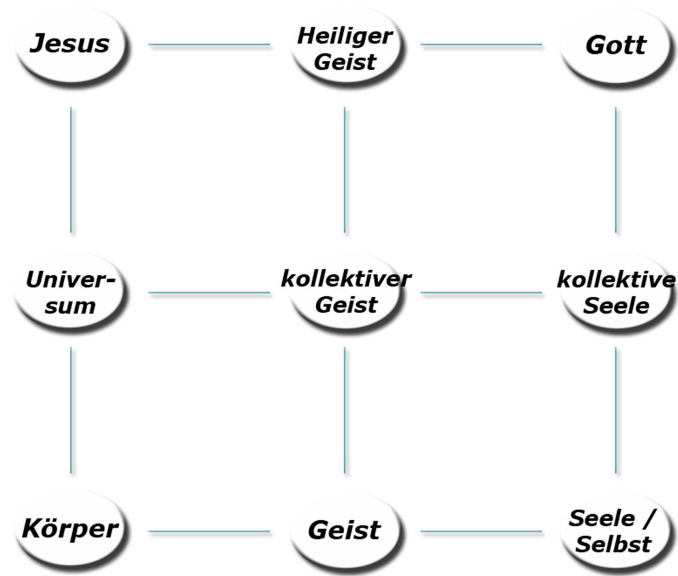 Jesus
Heiliger
Geist
Gott
Univer-
sum
kollektiver
Geist
kollektive
Seele
Körper
Geist
Seele /
Selbst